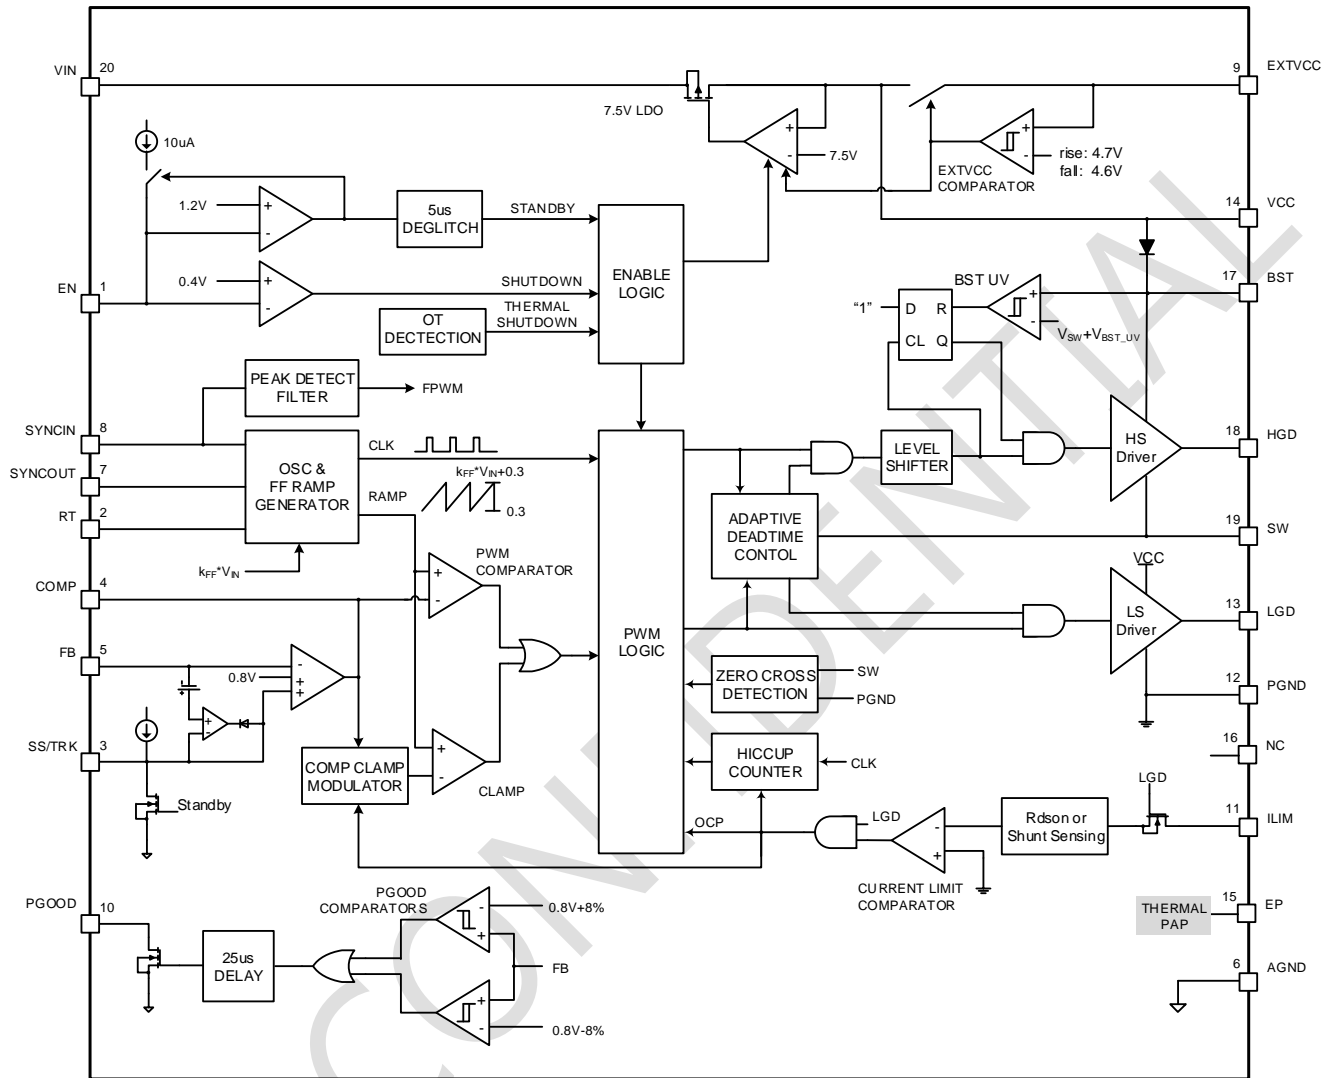 VIN
20
9
EXTVCC
7.5V LDO
+
-
7.5V
+
-
rise: 4.7V
fall: 4.6V
EXTVCC
COMPARATOR
10uA
1.2V
+
-
5us
DEGLITCH
STANDBY
14
VCC
EN
1
0.4V
+
-
SHUTDOWN
THERMAL
SHUTDOWN
OT
DECTECTION
ENABLE
LOGIC
17
BST
BST UV
+
-
VSW+VBST_UV
"1"
D
R
CL
Q
PEAK DETECT
FILTER
FPWM
SYNCIN
8
SYNCOUT
7
RT
2
OSC &
FF RAMP
GENERATOR
CLK
kFF*VIN+0.3
RAMP
0.3
kFF*VIN
LEVEL
SHIFTER
HS
Driver
18
HGD
19
SW
ADAPTIVE
DEADTIME
CONTOL
COMP
4
PWM
COMPARATOR
+
-
VCC
LS
Driver
13
LGD
FB
5
0.8V
-
+
+
PWM
LOGIC
ZERO CROSS
DETECTION
SW
PGND
12
PGND
SS/TRK
3
+
-
Standby
COMP CLAMP
MODULATOR
+
-
CLAMP
HICCUP
COUNTER
CLK
16
NC
OCP
LGD
-
+
CURRENT LIMIT
COMPARATOR
Rdson or
Shunt Sensing
LGD
11
ILIM
PGOOD
10
25us
DELAY
PGOOD
COMPARATORS
-
+
0.8V+8%
FB
+
-
0.8V-8%
THERMAL
PAP
15
EP
6
AGND
CONFIDENTIAL